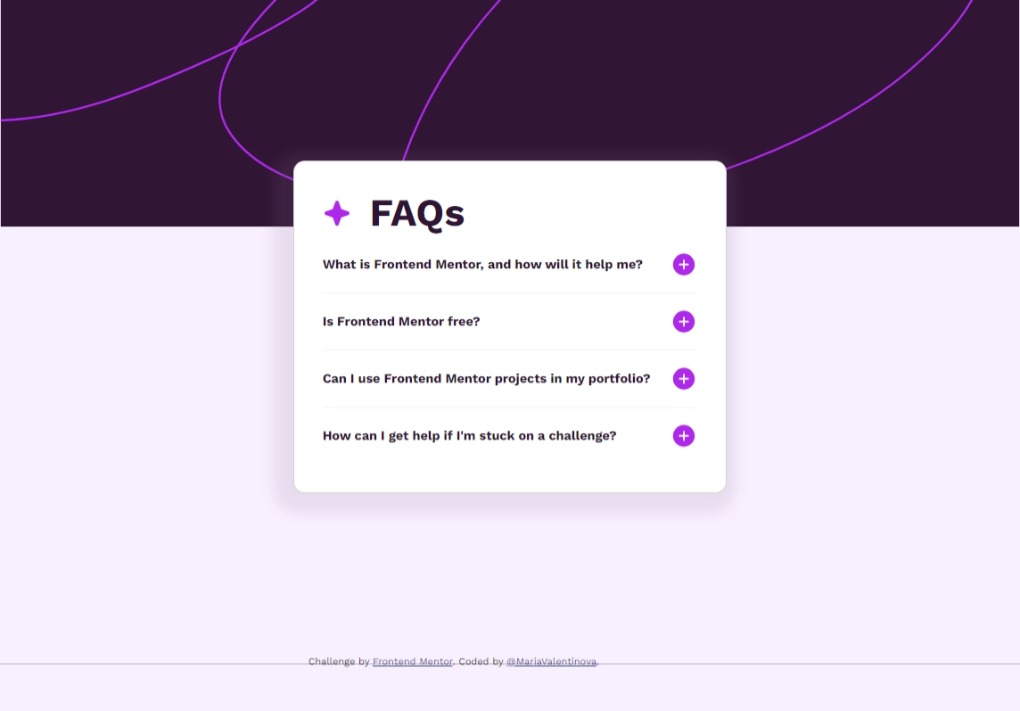 FAQs
What is Frontend Mentor, and how will it help me?
Is Frontend Mentor free?
Can I use Frontend Mentor projects in my portfolio?
How can I get help if I'm stuck on a challenge?
Challenge by Frontend Mentor. Coded by @MariaValentinova.